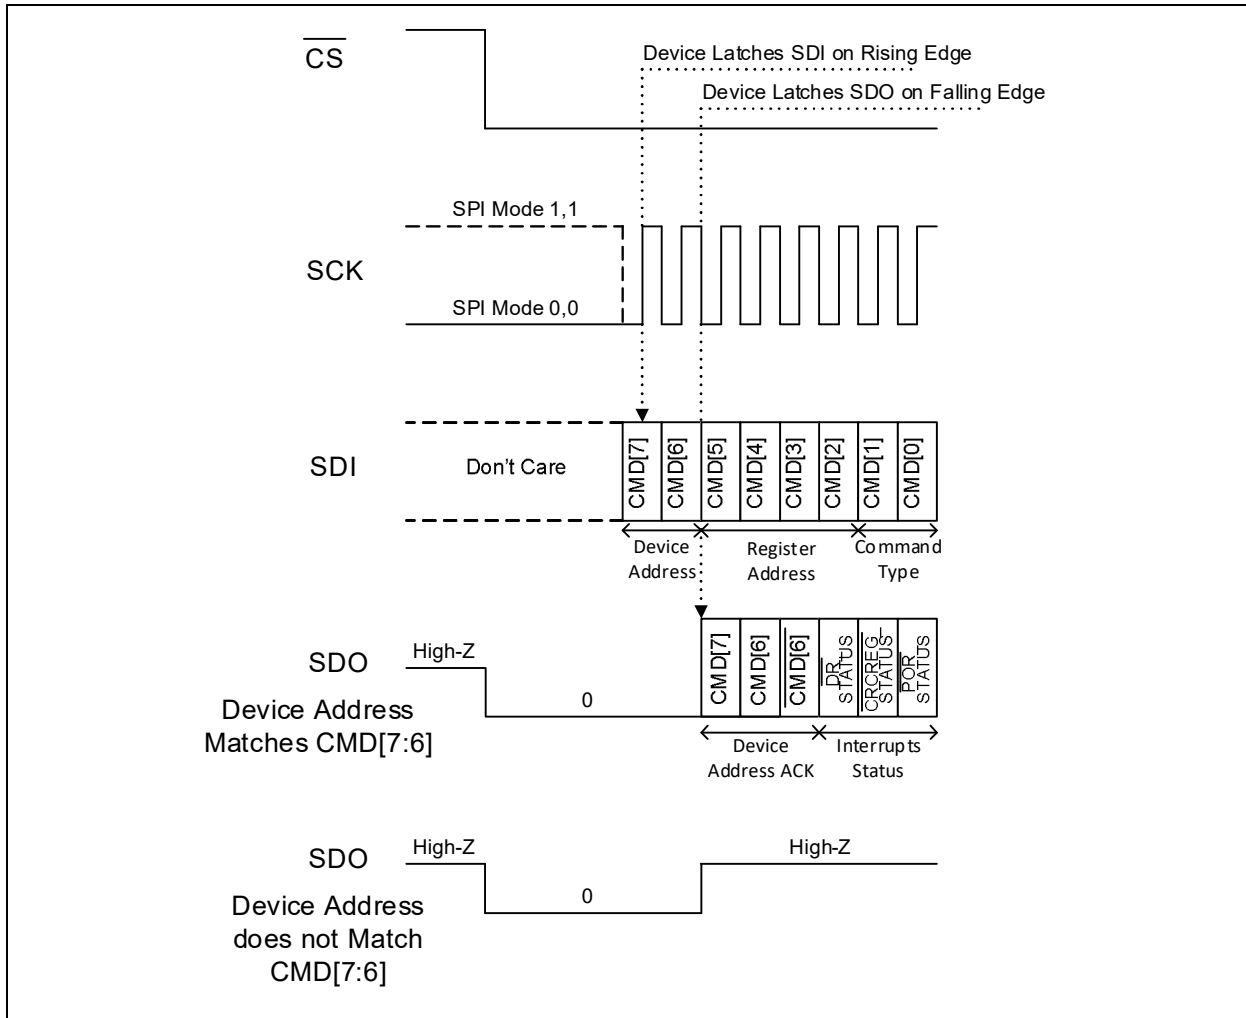 CS
Device Latches SDI on Rising Edge
Device Latches SDO on Falling Edge
SPI Mode 1,1
SCK
SPI Mode 0,0
SDI
Don't Care
CMD[7]
CMD[6]
CMD[5]
CMD[4]
CMD[3]
CMD[2]
CMD[1]
CMD[0]
Device
Address
Register
Address
Command
Type
SDO
High-Z
0
Device Address
Matches CMD[7:6]
CMD[7]
CMD[6]
CMD[6]
DR
STATUS
CRCREG
STATUS
POR
STATUS
Device
Address ACK
Interrupts
Status
SDO
High-Z
0
High-Z
Device Address
does not Match
CMD[7:6]